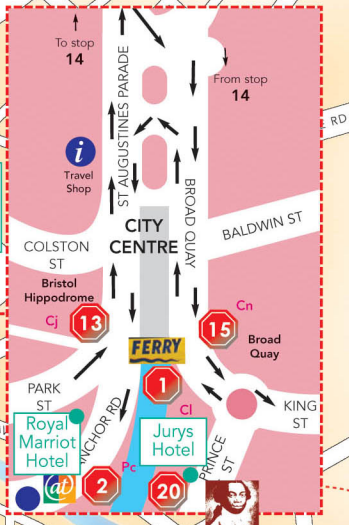 To stop
14
From stop
14
RD
ST AUGUSTINES PARADE
i
Travel
Shop
BROAD QUAY
CITY
CENTRE
BALDWIN ST
COLSTON
ST
Bristol
Hippodrome
Cj
13
Cn
15
Broad
Quay
FERRY
1
Cl
PARK
ST
KING
ST
NCHOR RD
Royal
Marriot
Hotel
Jurys
Hotel
PRINCE
ST
Pc
at
2
20